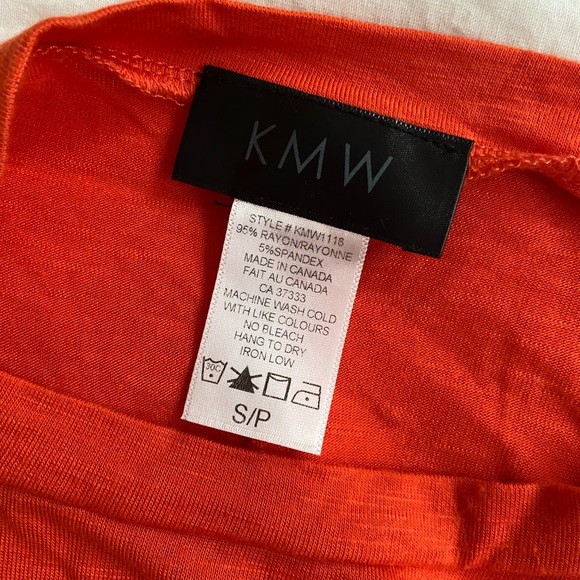 KMW
STYLE # KMW1118
95% RAYON/RAYONNE
5%SPANDEX
MADE IN CANADA
FAIT AU CANADA
CA 37333
MACHINE WASH COLD
WITH LIKE COLOURS
NO BLEACH
HANG TO DRY
IRON LOW
30C
S/P